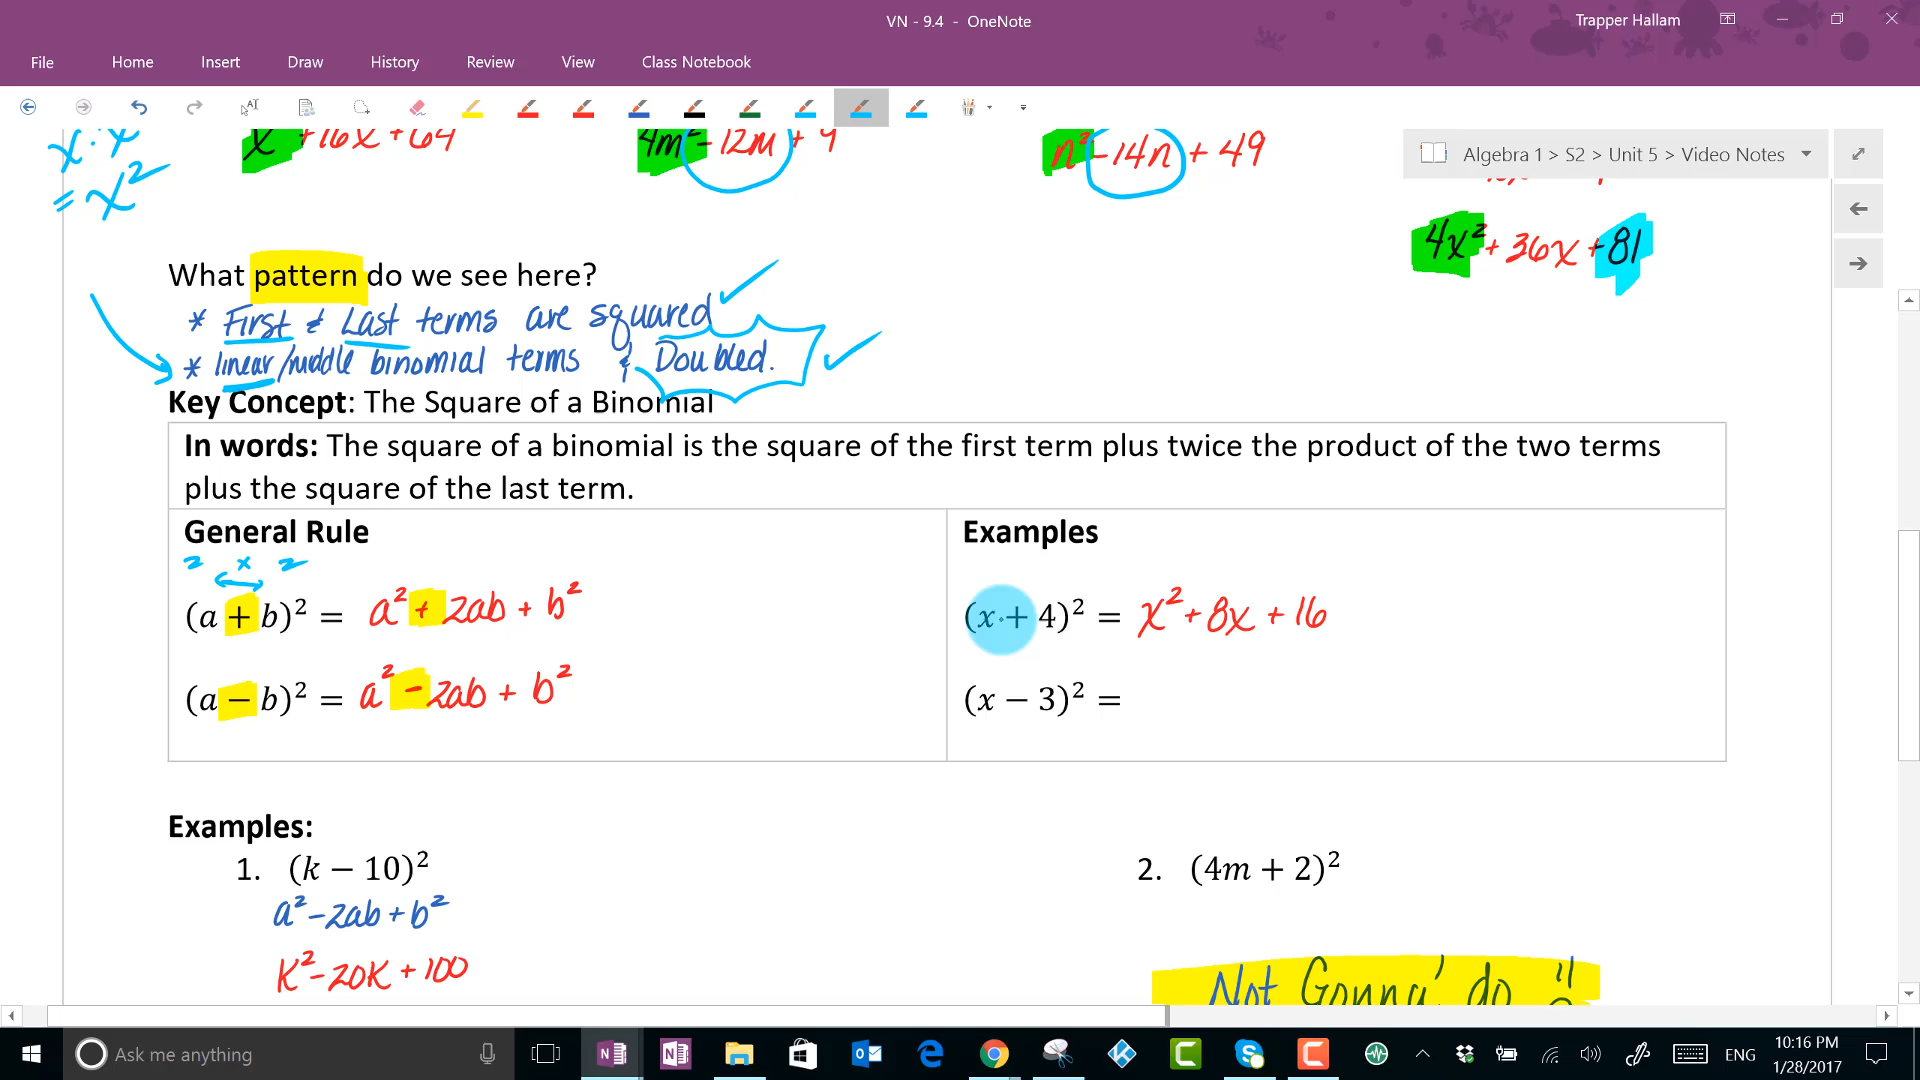 VN - 9.4 - OneNote
Trapper Hallam
File Home Insert Draw History Review View Class Notebook
x · x
= x²
x² + 16x + 64
4m² - 12m + 9
n² - 14n + 49
Algebra 1 > S2 > Unit 5 > Video Notes
4x² + 36x + 81
What pattern do we see here?
* First & Last terms are squared
* linear/middle binomial terms & Doubled.
Key Concept: The Square of a Binomial
In words: The square of a binomial is the square of the first term plus twice the product of the two terms
plus the square of the last term.
General Rule
2 x 2
(a + b)² = a² + 2ab + b²
(a − b)² = a² - 2ab + b²
Examples
(x + 4)² = x² + 8x + 16
(x − 3)² =
Examples:
1. (k − 10)²
a² - 2ab + b²
k² - 20k + 100
2. (4m + 2)²
Not Gonna' do
Ask me anything
ENG
10:16 PM
1/28/2017